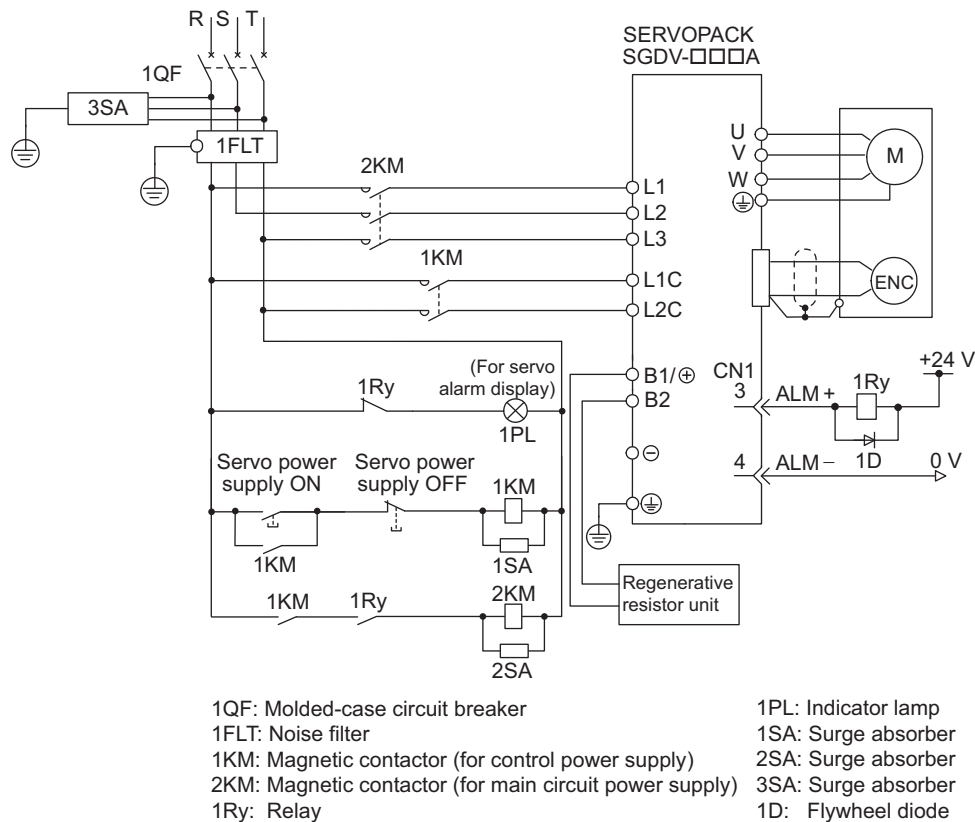 R S T
SERVOPACK
SGDV-□□□A
1QF
3SA
1FLT
2KM
U
V
W
M
L1
L2
L3
1KM
L1C
L2C
ENC
(For servo
alarm display)
1Ry
1PL
B1/⊕
B2
CN1
3
ALM +
1Ry
+24 V
1D
⊖
4
ALM −
0 V
Servo power
supply ON
Servo power
supply OFF
1KM
1KM
1SA
Regenerative
resistor unit
1KM
1Ry
2KM
2SA
1QF: Molded-case circuit breaker
1FLT: Noise filter
1KM: Magnetic contactor (for control power supply)
2KM: Magnetic contactor (for main circuit power supply)
1Ry: Relay
1PL: Indicator lamp
1SA: Surge absorber
2SA: Surge absorber
3SA: Surge absorber
1D: Flywheel diode